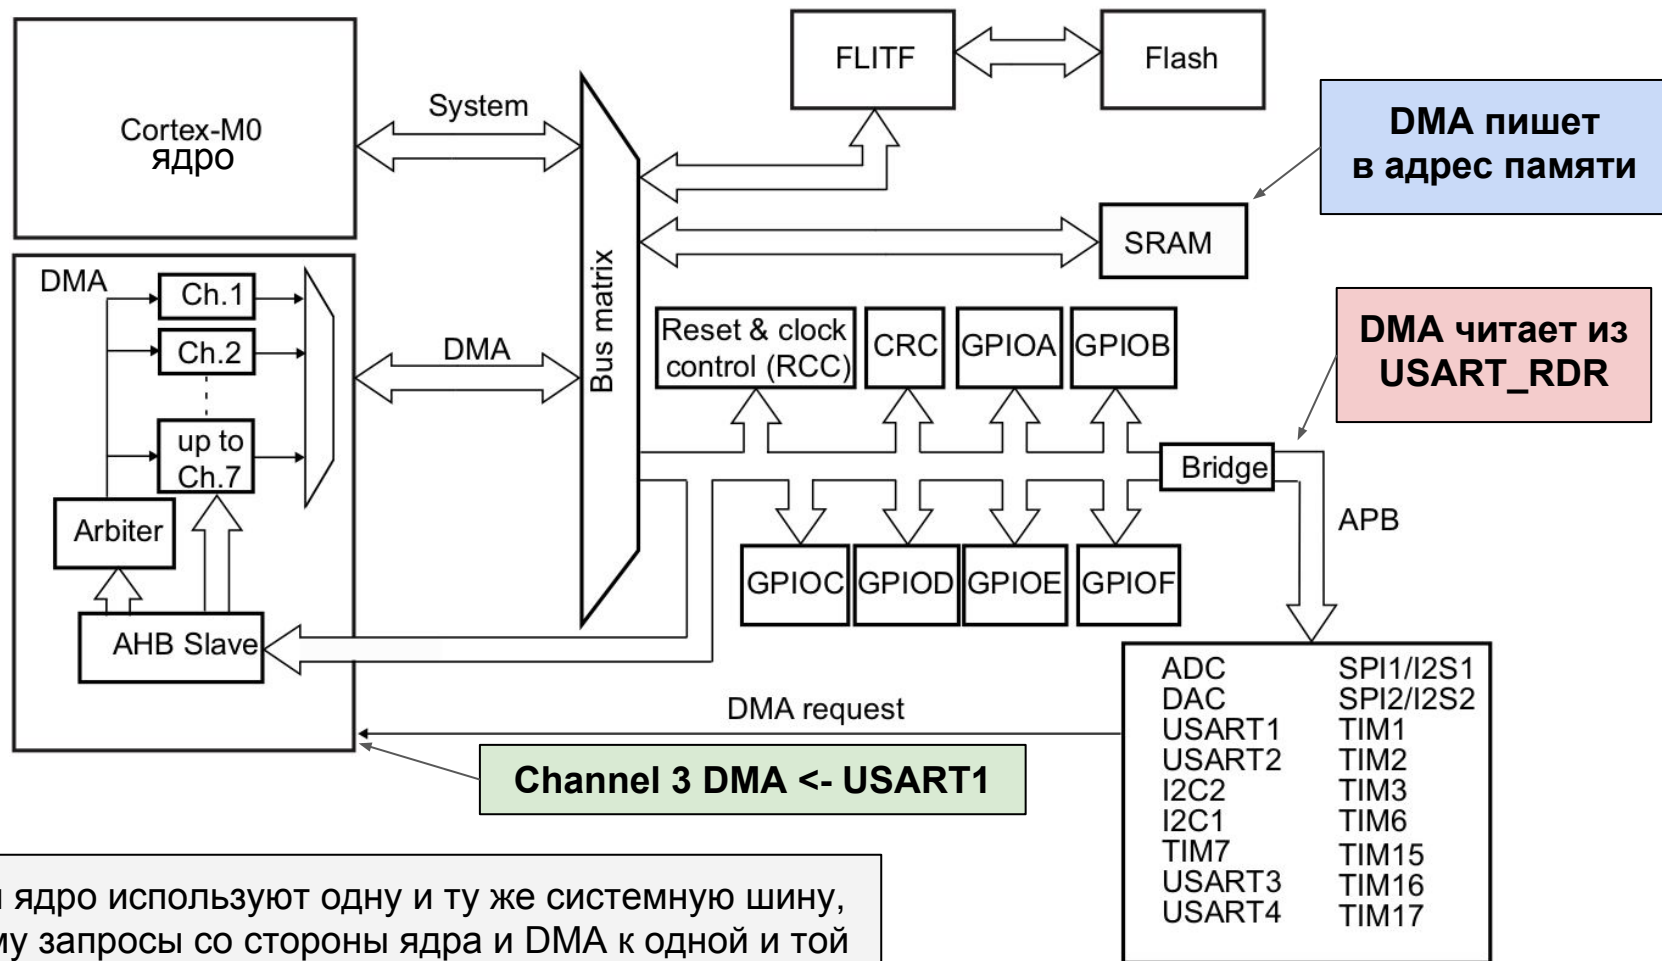 Cortex-M0
ядро
System
FLITF
Flash
DMA пишет
в адрес памяти
SRAM
Bus matrix
DMA
Ch.1
Ch.2
up to
Ch.7
Arbiter
AHB Slave
DMA
Reset & clock
control (RCC)
CRC
GPIOA
GPIOB
DMA читает из
USART_RDR
Bridge
APB
GPIOC
GPIOD
GPIOE
GPIOF
DMA request
Channel 3 DMA <- USART1
ADC
DAC
USART1
USART2
I2C2
I2C1
TIM7
USART3
USART4
SPI1/I2S1
SPI2/I2S2
TIM1
TIM2
TIM3
TIM6
TIM15
TIM16
TIM17
ядро используют одну и ту же системную шину,
запросы со стороны ядра и DMA к одной и той